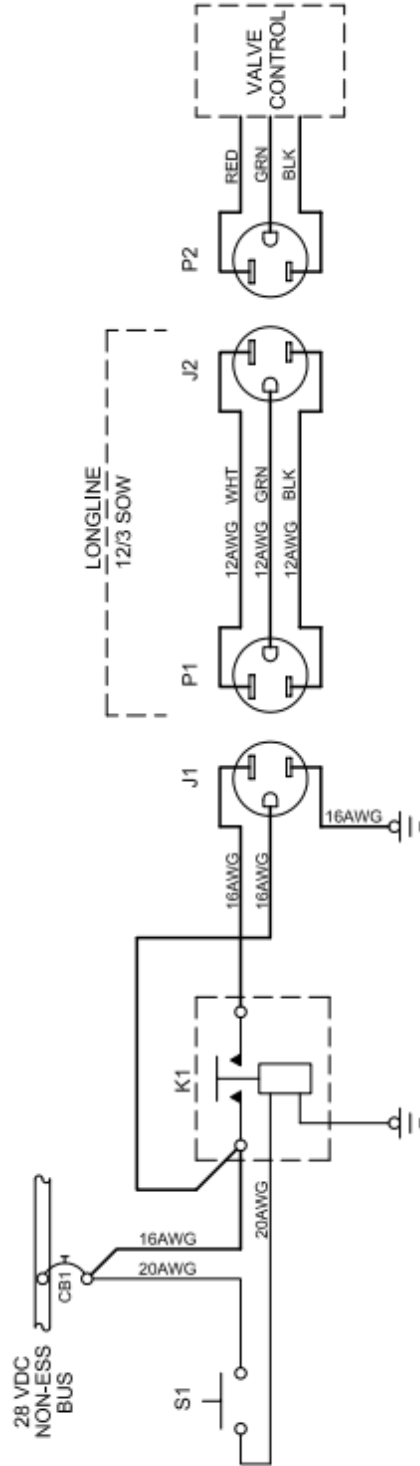 28 VDC
NON-ESS
BUS
CB1
16AWG
20AWG
S1
20AWG
K1
16AWG
16AWG
16AWG
J1
P1
LONGLINE
12/3 SOW
12AWG WHT
12AWG GRN
12AWG BLK
J2
P2
RED
GRN
BLK
VALVE
CONTROL